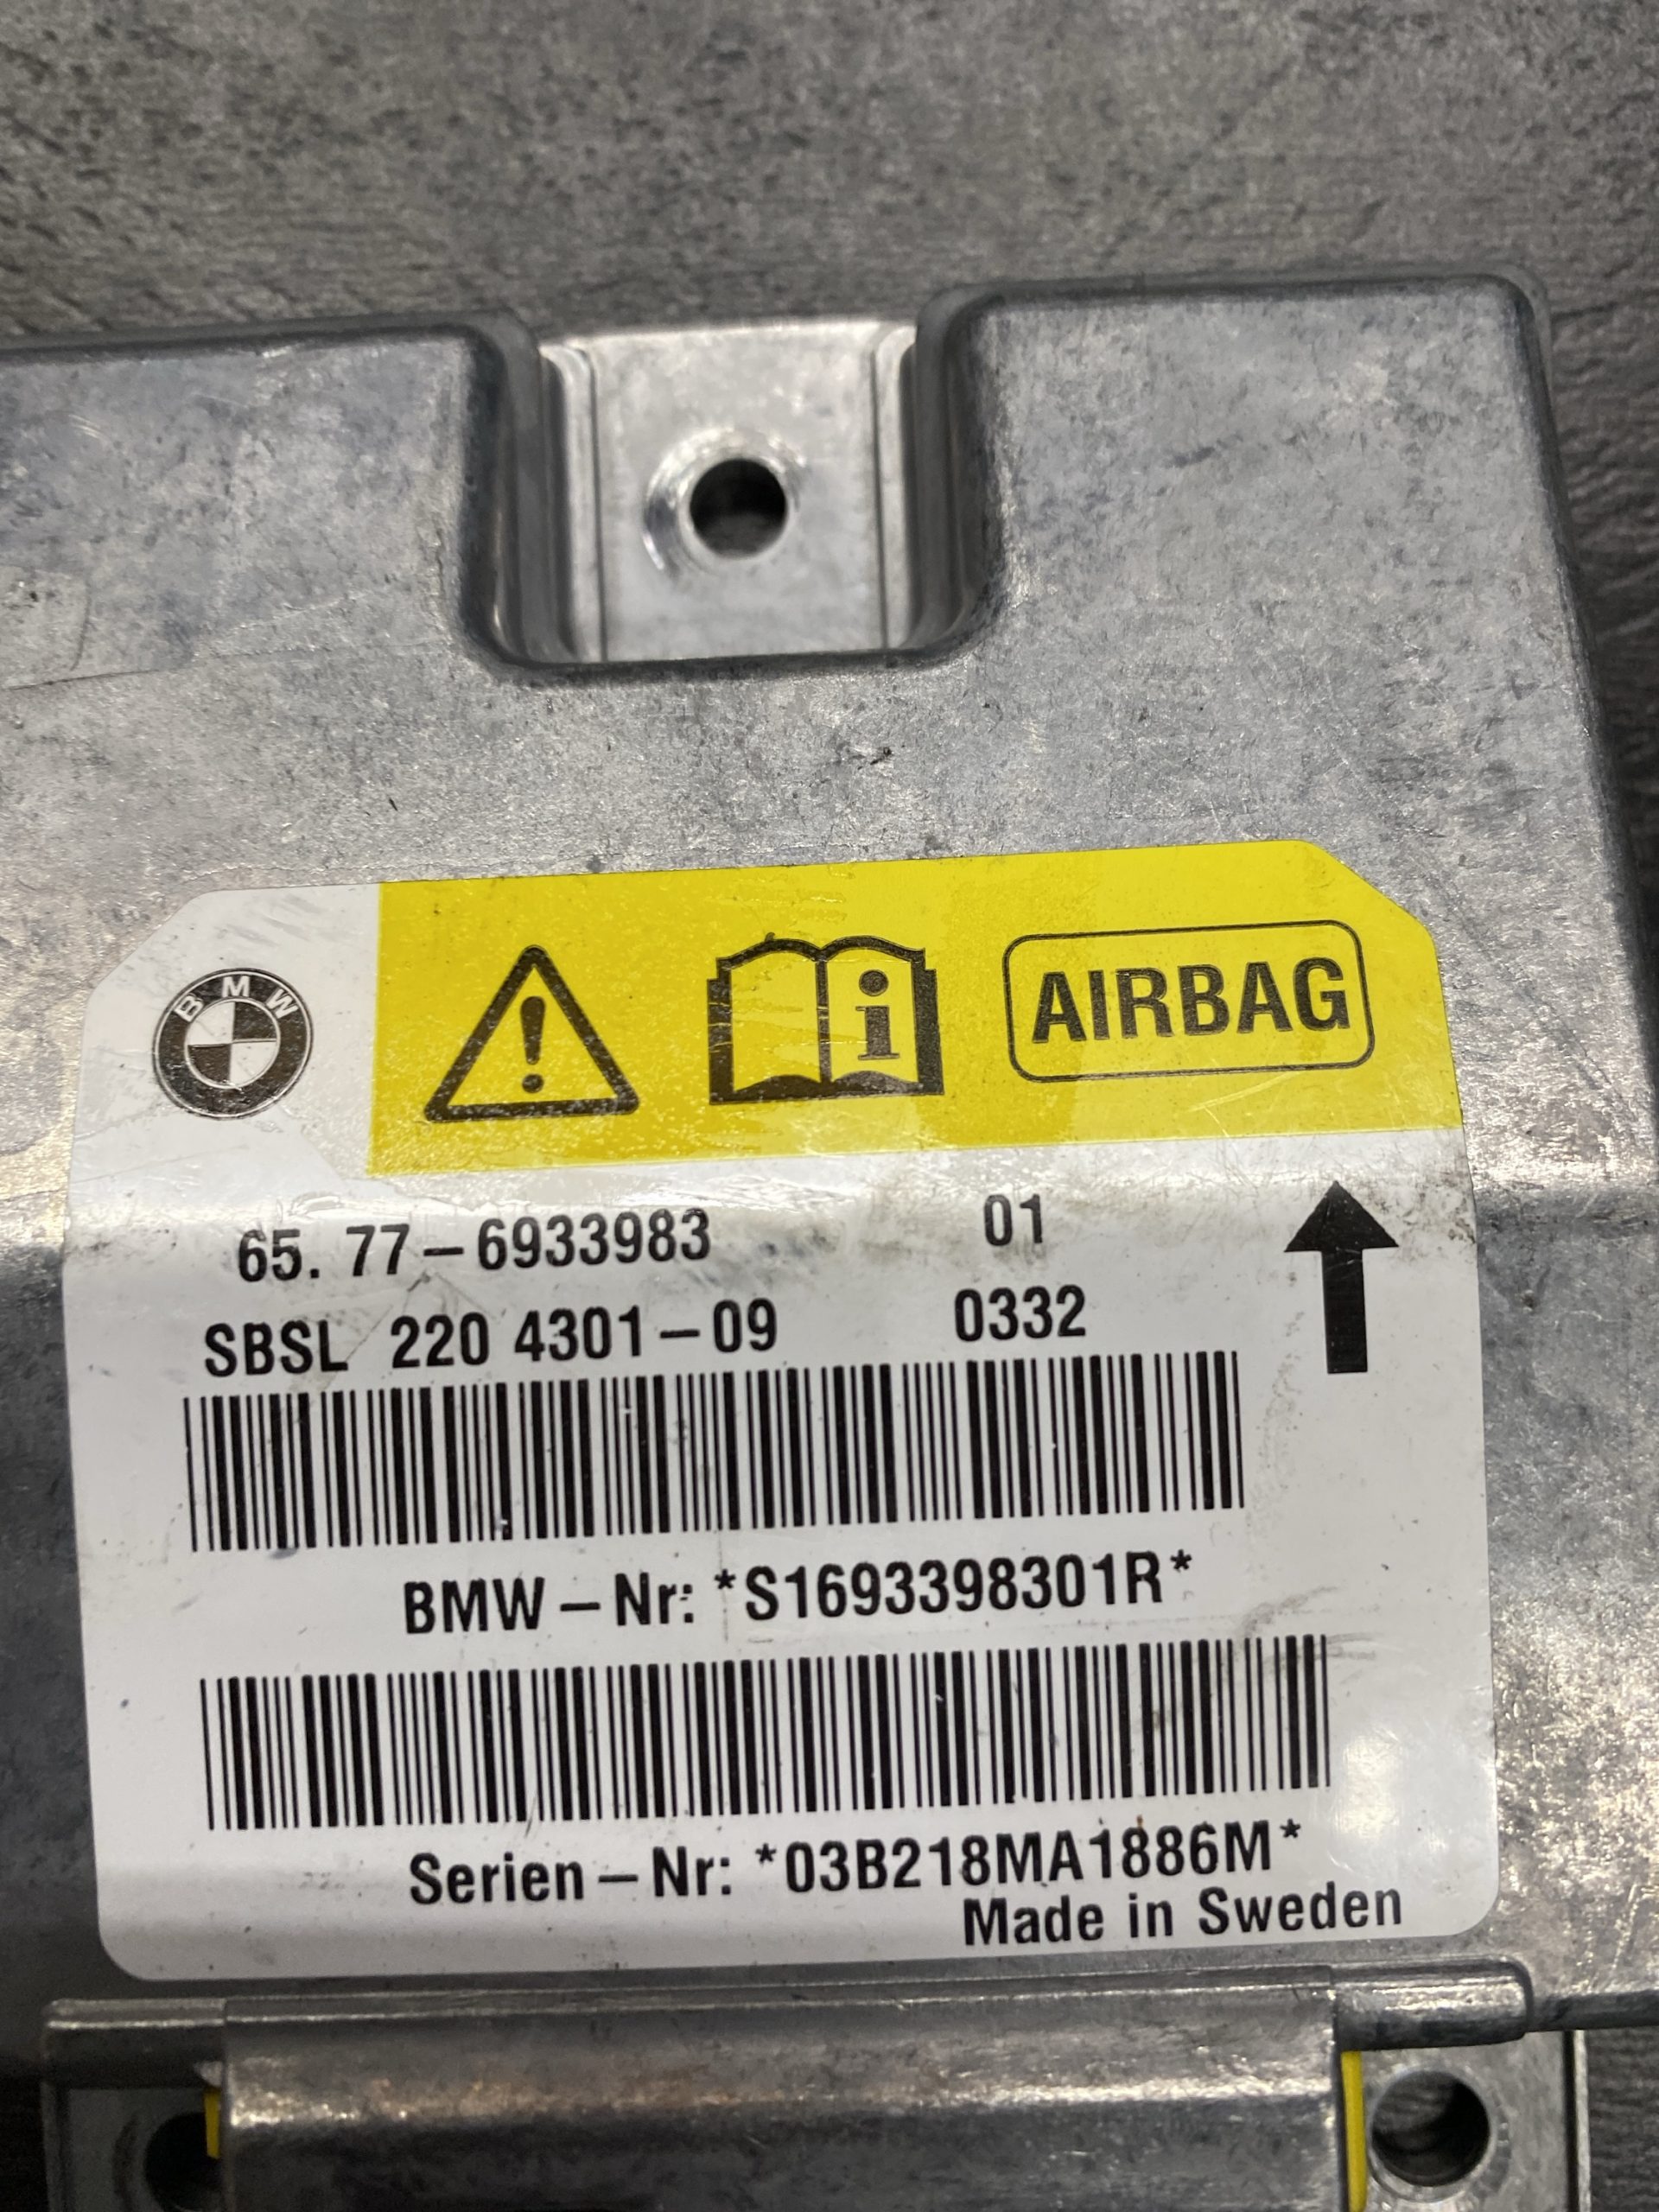 BMW
i AIRBAG
65. 77-6933983 01
SBSL 220 4301-09 0332
BMW-Nr: *S1693398301R*
Serien-Nr: *03B218MA1886M*
Made in Sweden